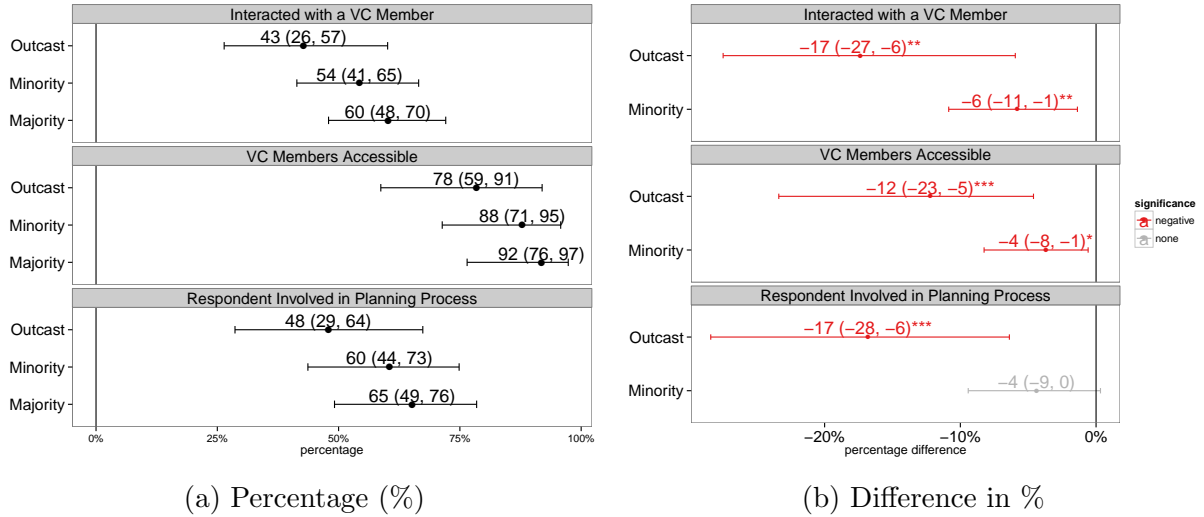 Interacted with a VC Member
Outcast 43 (26, 57)
Minority 54 (41, 65)
Majority 60 (48, 70)
VC Members Accessible
Outcast 78 (59, 91)
Minority 88 (71, 95)
Majority 92 (76, 97)
Respondent Involved in Planning Process
Outcast 48 (29, 64)
Minority 60 (44, 73)
Majority 65 (49, 76)
0% 25% 50% 75% 100%
percentage
(a) Percentage (%)
Interacted with a VC Member
Outcast −17 (−27, −6)**
Minority −6 (−11, −1)**
VC Members Accessible
Outcast −12 (−23, −5)***
Minority −4 (−8, −1)*
Respondent Involved in Planning Process
Outcast −17 (−28, −6)***
Minority −4 (−9, 0)
−20% −10% 0%
percentage difference
significance
a negative
a none
(b) Difference in %